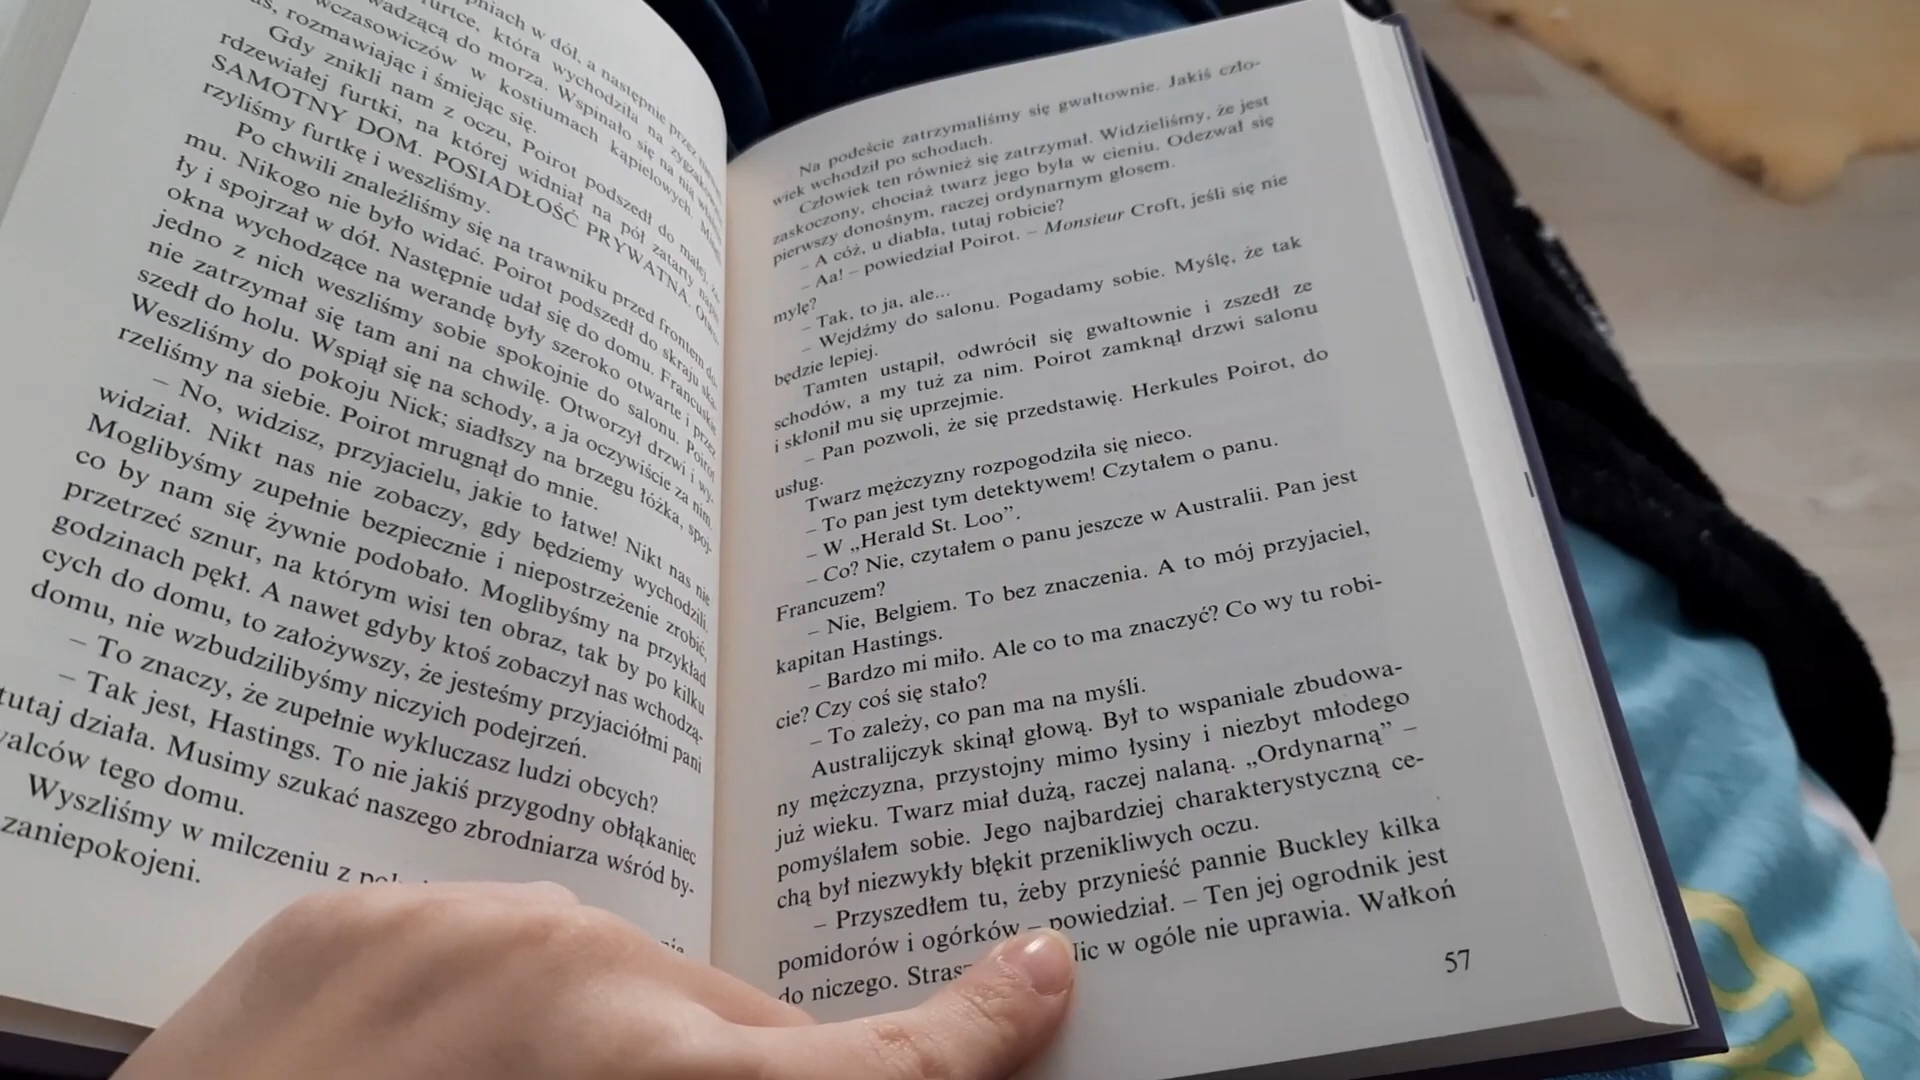 pniach w dół, a następnie przez
furtce, która wychodziła na zygzakowatą
wadzącą do morza. Wspinało się na nią
wczasowiczów w kostiumach kąpielowych.
as, rozmawiając i śmiejąc się.
Gdy znikli nam z oczu, Poirot podszedł do małej,
rdzewiałej furtki, na której widniał na pół zatarty napis
SAMOTNY DOM. POSIADŁOŚĆ PRYWATNA.
rzyliśmy furtkę i weszliśmy.
Po chwili znaleźliśmy się na trawniku przed frontem do-
mu. Nikogo nie było widać. Poirot podszedł do skraju ska-
ły i spojrzał w dół. Następnie udał się do domu. Francuskie
okna wychodzące na werandę były szeroko otwarte i przez
jedno z nich weszliśmy sobie spokojnie do salonu. Poirot
nie zatrzymał się tam ani na chwilę. Otworzył drzwi i wy-
szedł do holu. Wspiął się na schody, a ja oczywiście za nim.
Weszliśmy do pokoju Nick; siadłszy na brzegu łóżka, spoj-
rzeliśmy na siebie. Poirot mrugnął do mnie.
– No, widzisz, przyjacielu, jakie to łatwe! Nikt nas nie
widział. Nikt nas nie zobaczy, gdy będziemy wychodzili.
Moglibyśmy zupełnie bezpiecznie i niepostrzeżenie zrobić,
co by nam się żywnie podobało. Moglibyśmy na przykład
przetrzeć sznur, na którym wisi ten obraz, tak by po kilku
godzinach pękł. A nawet gdyby ktoś zobaczył nas wchodzą-
cych do domu, to założywszy, że jesteśmy przyjaciółmi pani
domu, nie wzbudzilibyśmy niczyich podejrzeń.
– To znaczy, że zupełnie wykluczasz ludzi obcych?
– Tak jest, Hastings. To nie jakiś przygodny obłąkaniec
tutaj działa. Musimy szukać naszego zbrodniarza wśród by-
walców tego domu.
Wyszliśmy w milczeniu z
zaniepokojeni.
Na podeście zatrzymaliśmy się gwałtownie. Jakiś czło-
wiek wchodził po schodach.
Człowiek ten również się zatrzymał. Widzieliśmy, że jest
zaskoczony, chociaż twarz jego była w cieniu. Odezwał się
pierwszy donośnym, raczej ordynarnym głosem.
– A cóż, u diabła, tutaj robicie?
– Aa! – powiedział Poirot. – Monsieur Croft, jeśli się nie
mylę?
– Tak, to ja, ale...
– Wejdźmy do salonu. Pogadamy sobie. Myślę, że tak
będzie lepiej.
Tamten ustąpił, odwrócił się gwałtownie i zszedł ze
schodów, a my tuż za nim. Poirot zamknął drzwi salonu
i skłonił mu się uprzejmie.
– Pan pozwoli, że się przedstawię. Herkules Poirot, do
usług.
Twarz mężczyzny rozpogodziła się nieco.
– To pan jest tym detektywem! Czytałem o panu.
– W „Herald St. Loo”.
– Co? Nie, czytałem o panu jeszcze w Australii. Pan jest
Francuzem?
– Nie, Belgiem. To bez znaczenia. A to mój przyjaciel,
kapitan Hastings.
– Bardzo mi miło. Ale co to ma znaczyć? Co wy tu robi-
cie? Czy coś się stało?
– To zależy, co pan ma na myśli.
Australijczyk skinął głową. Był to wspaniale zbudowa-
ny mężczyzna, przystojny mimo łysiny i niezbyt młodego
już wieku. Twarz miał dużą, raczej nalaną. „Ordynarną” –
pomyślałem sobie. Jego najbardziej charakterystyczną ce-
chą był niezwykły błękit przenikliwych oczu.
– Przyszedłem tu, żeby przynieść pannie Buckley kilka
pomidorów i ogórków – powiedział. – Ten jej ogrodnik jest
do niczego. Nic w ogóle nie uprawia. Wałkoń
57